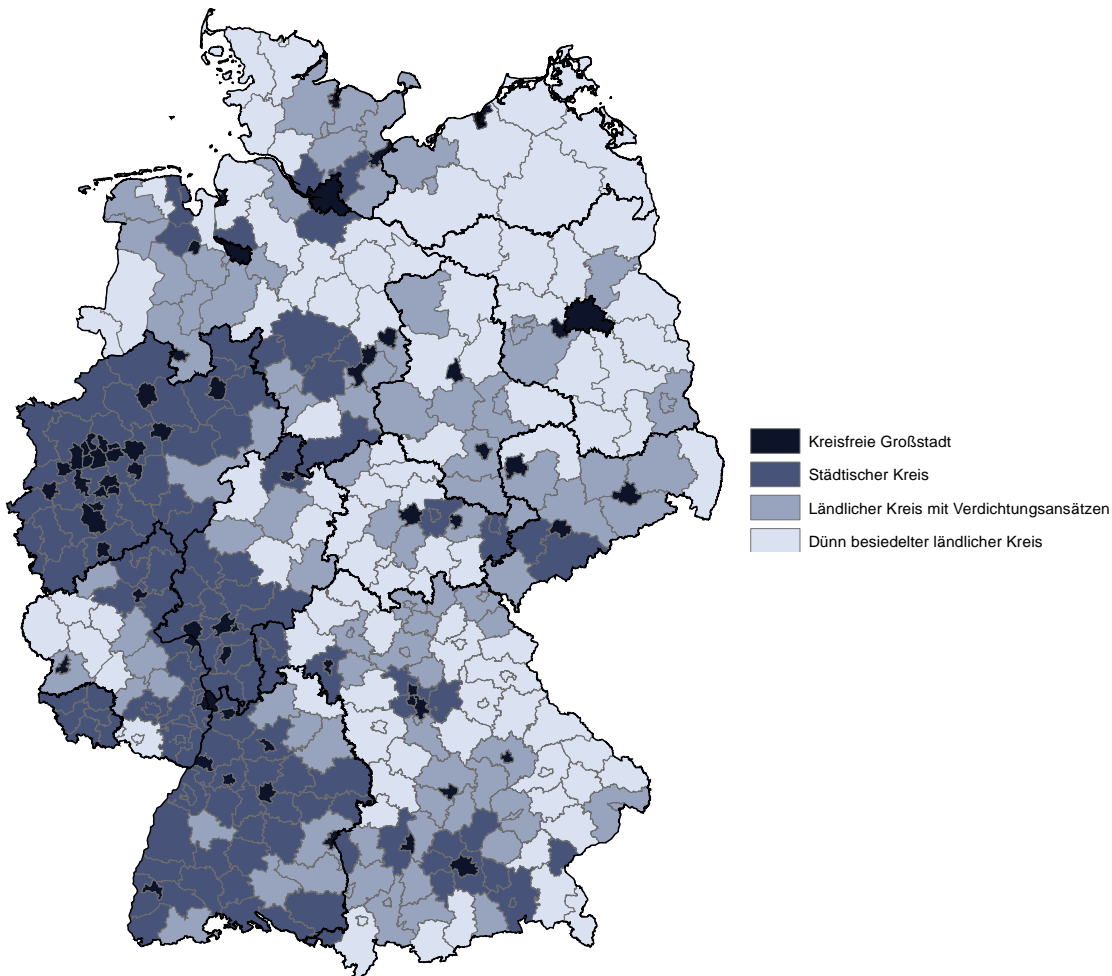 Kreisfreie Großstadt
Städtischer Kreis
Ländlicher Kreis mit Verdichtungsansätzen
Dünn besiedelter ländlicher Kreis